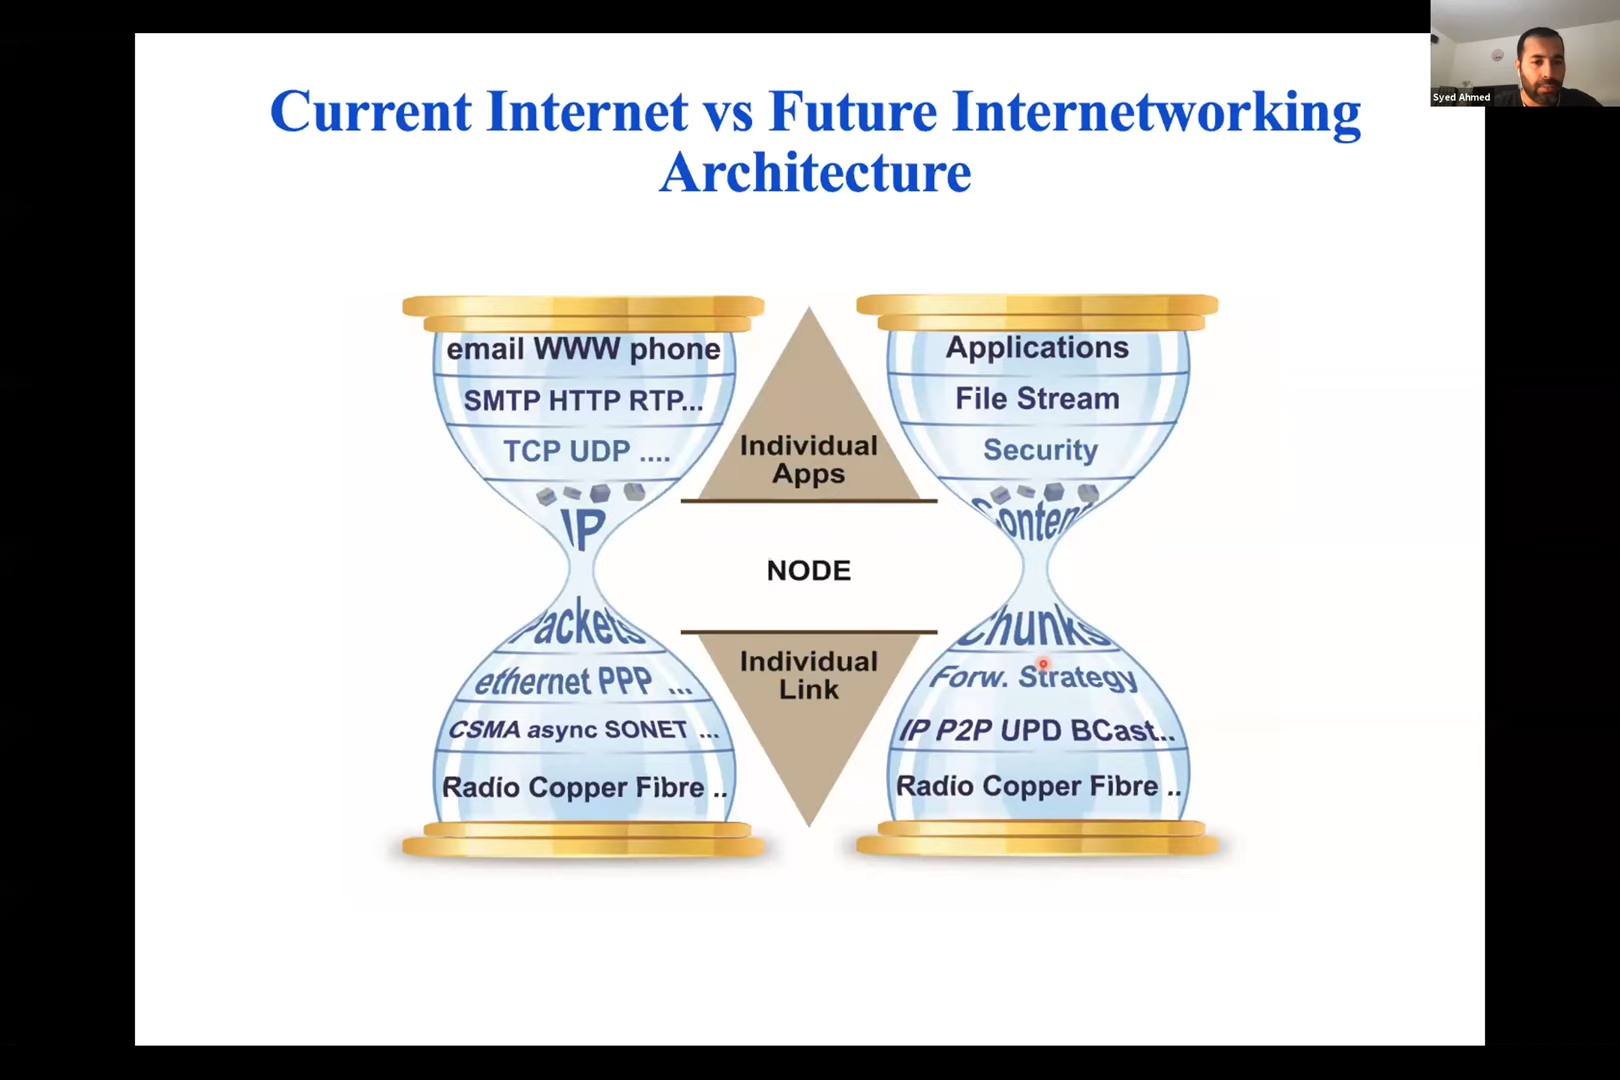 Syed Ahmed
Current Internet vs Future Internetworking
Architecture
email WWW phone
SMTP HTTP RTP...
TCP UDP ....
IP
Packets
ethernet PPP ...
CSMA async SONET ...
Radio Copper Fibre ..
Individual
Apps
NODE
Individual
Link
Applications
File Stream
Security
Content
Chunks
Forw. Strategy
IP P2P UPD BCast..
Radio Copper Fibre ..